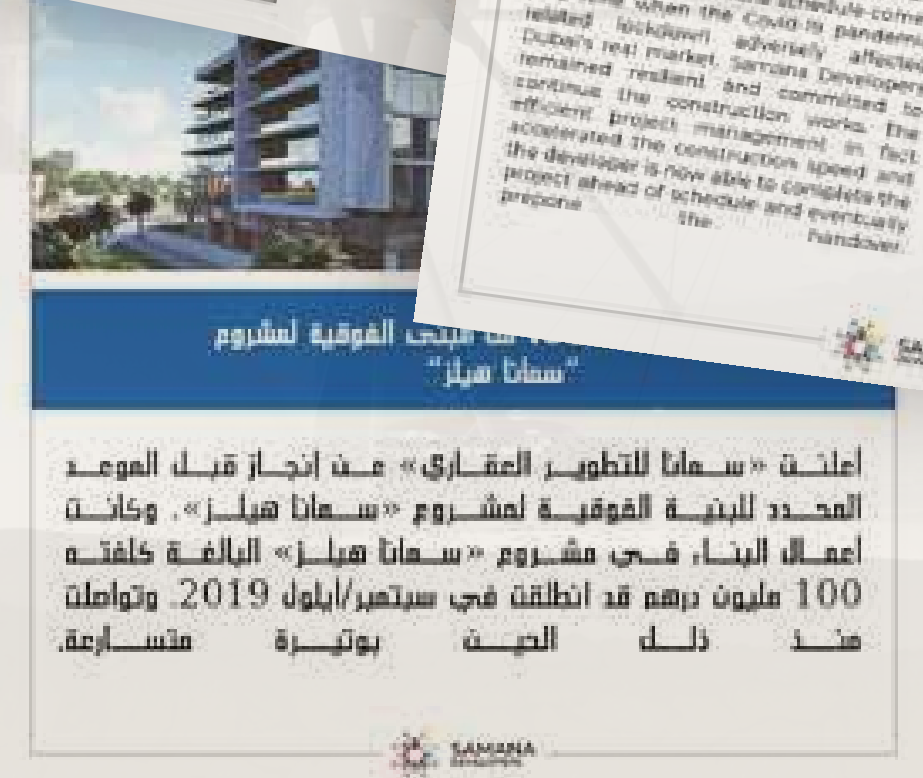 when the Covid-19 pandemic
related lockdown adversely affected
Dubai's real market, Samana Developers
remained resilient and committed to
continue the construction works. The
efficient project management in fact
accelerated the construction speed and
the developer is now able to complete the
project ahead of schedule and eventually
prepone the handover.
المبنى الفوقية لمشروع
"سمانا هيلز"
أعلنت «سمانا للتطوير العقاري» عن إنجاز قبل الموعد
المحدد للبنية الفوقية لمشروع «سمانا هيلز». وكانت
أعمال البناء في مشروع «سمانا هيلز» البالغة كلفته
100 مليون درهم قد انطلقت في سبتمبر/أيلول 2019. وتواصلت
منذ ذلك الحين بوتيرة متسارعة.
SAMANA